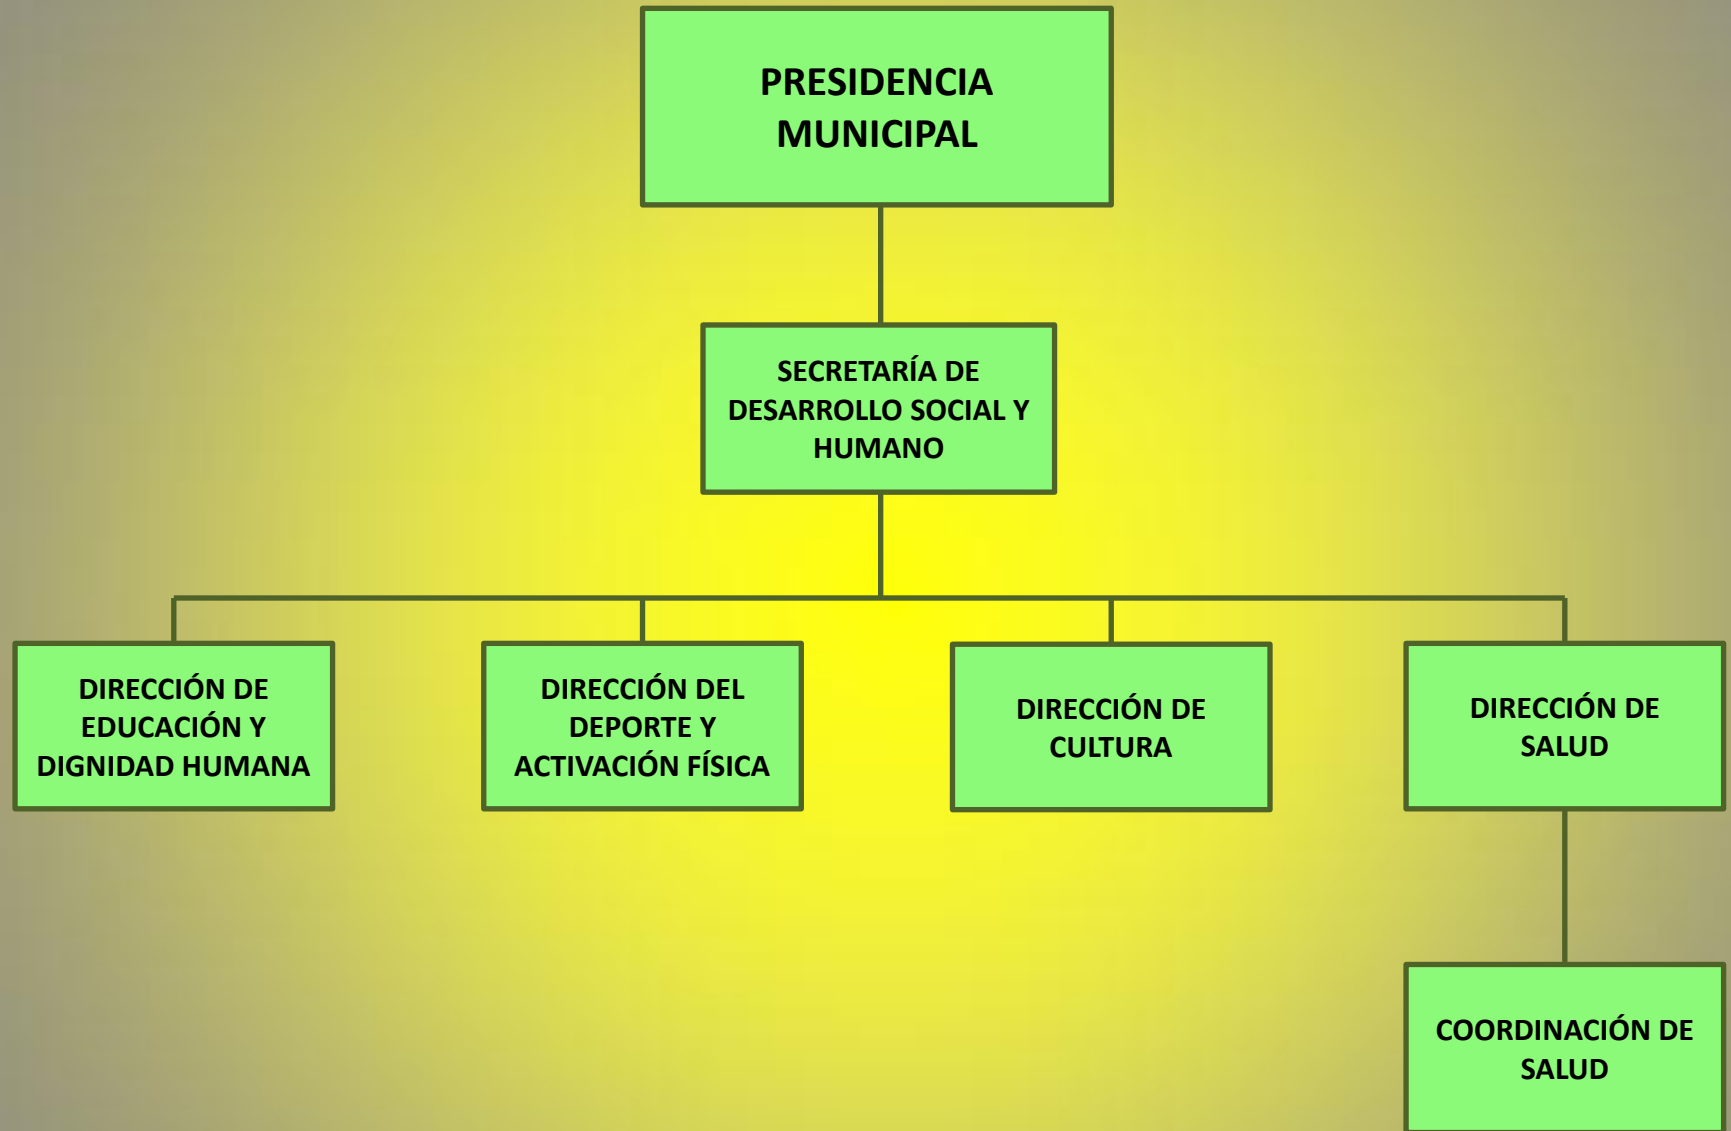 PRESIDENCIA
MUNICIPAL
SECRETARÍA DE
DESARROLLO SOCIAL Y
HUMANO
DIRECCIÓN DE
EDUCACIÓN Y
DIGNIDAD HUMANA
DIRECCIÓN DEL
DEPORTE Y
ACTIVACIÓN FÍSICA
DIRECCIÓN DE
CULTURA
DIRECCIÓN DE
SALUD
COORDINACIÓN DE
SALUD